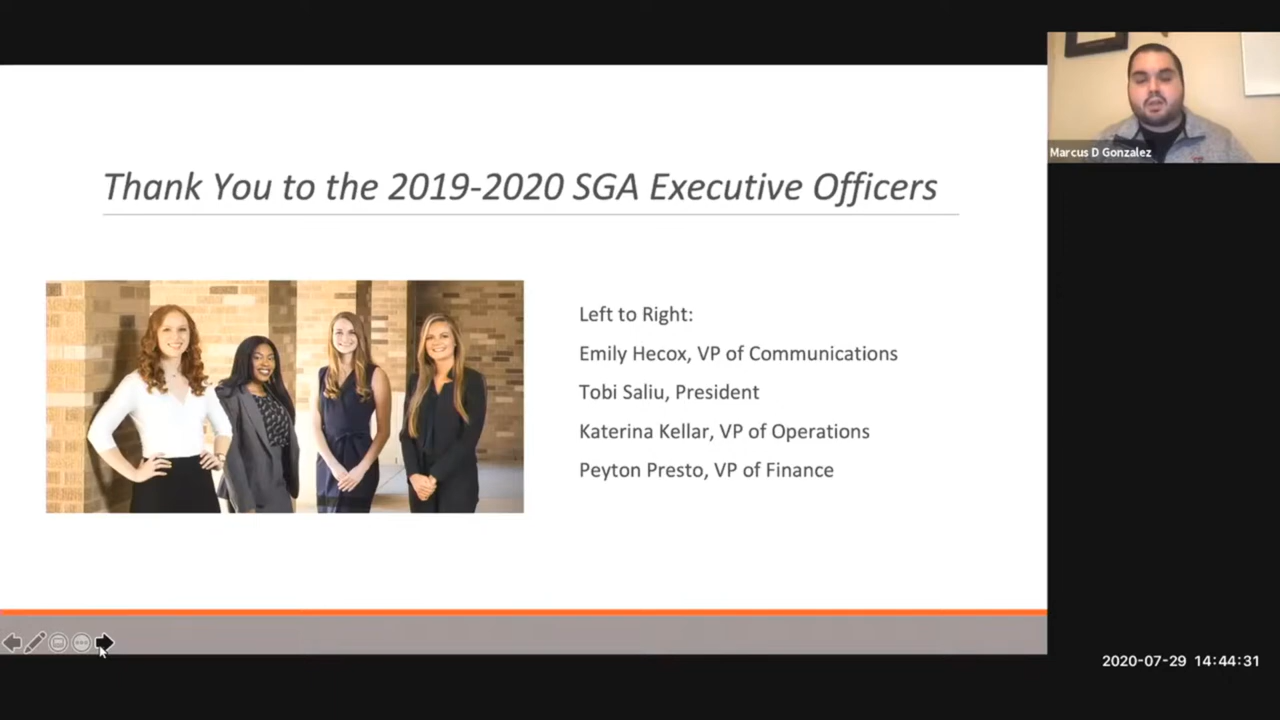 Marcus D Gonzalez
Thank You to the 2019-2020 SGA Executive Officers
Left to Right:
Emily Hecox, VP of Communications
Tobi Saliu, President
Katerina Kellar, VP of Operations
Peyton Presto, VP of Finance
2020-07-29 14:44:31